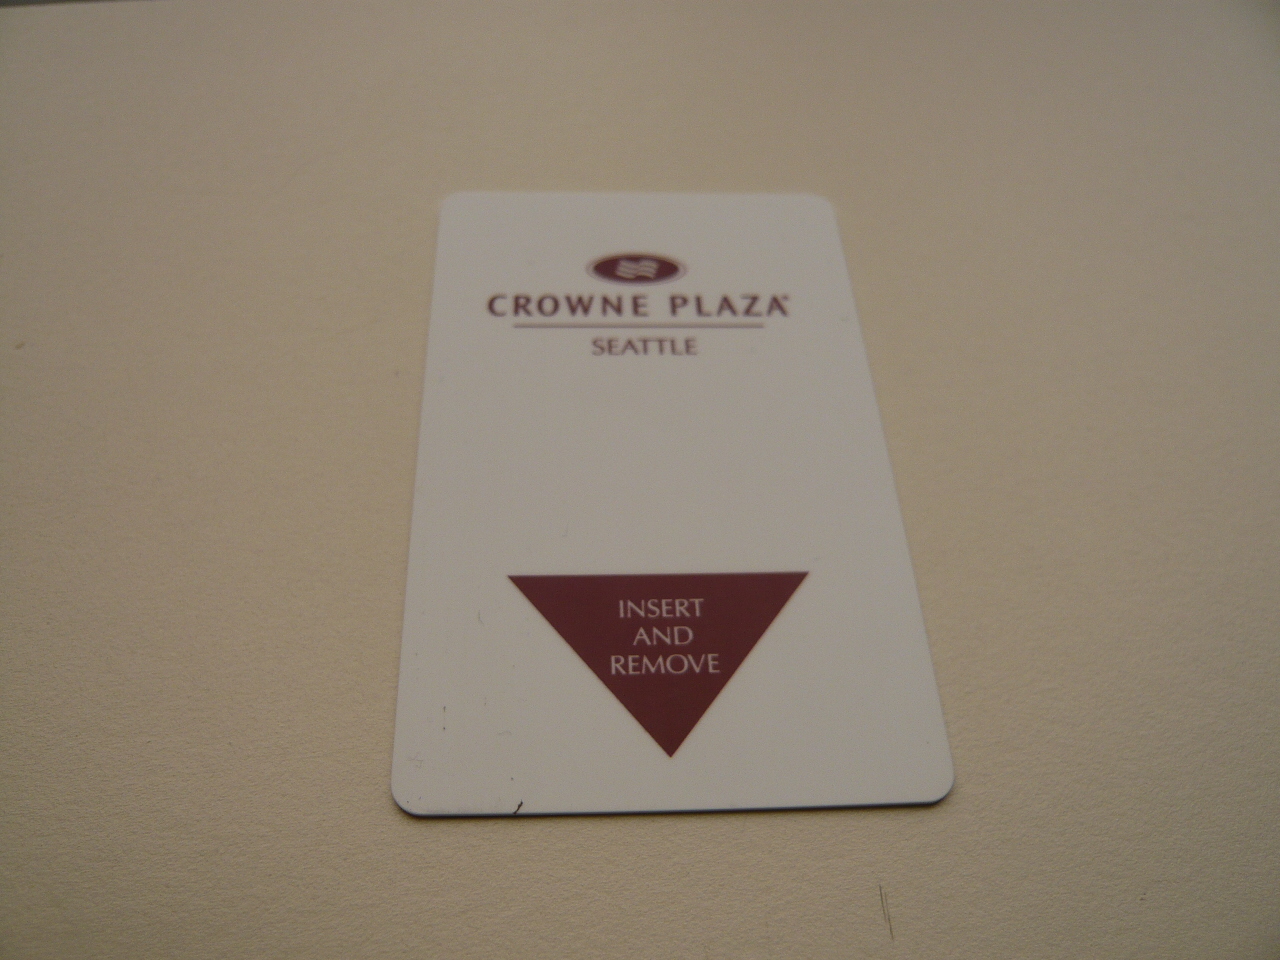 CROWNE PLAZA
SEATTLE
INSERT
AND
REMOVE